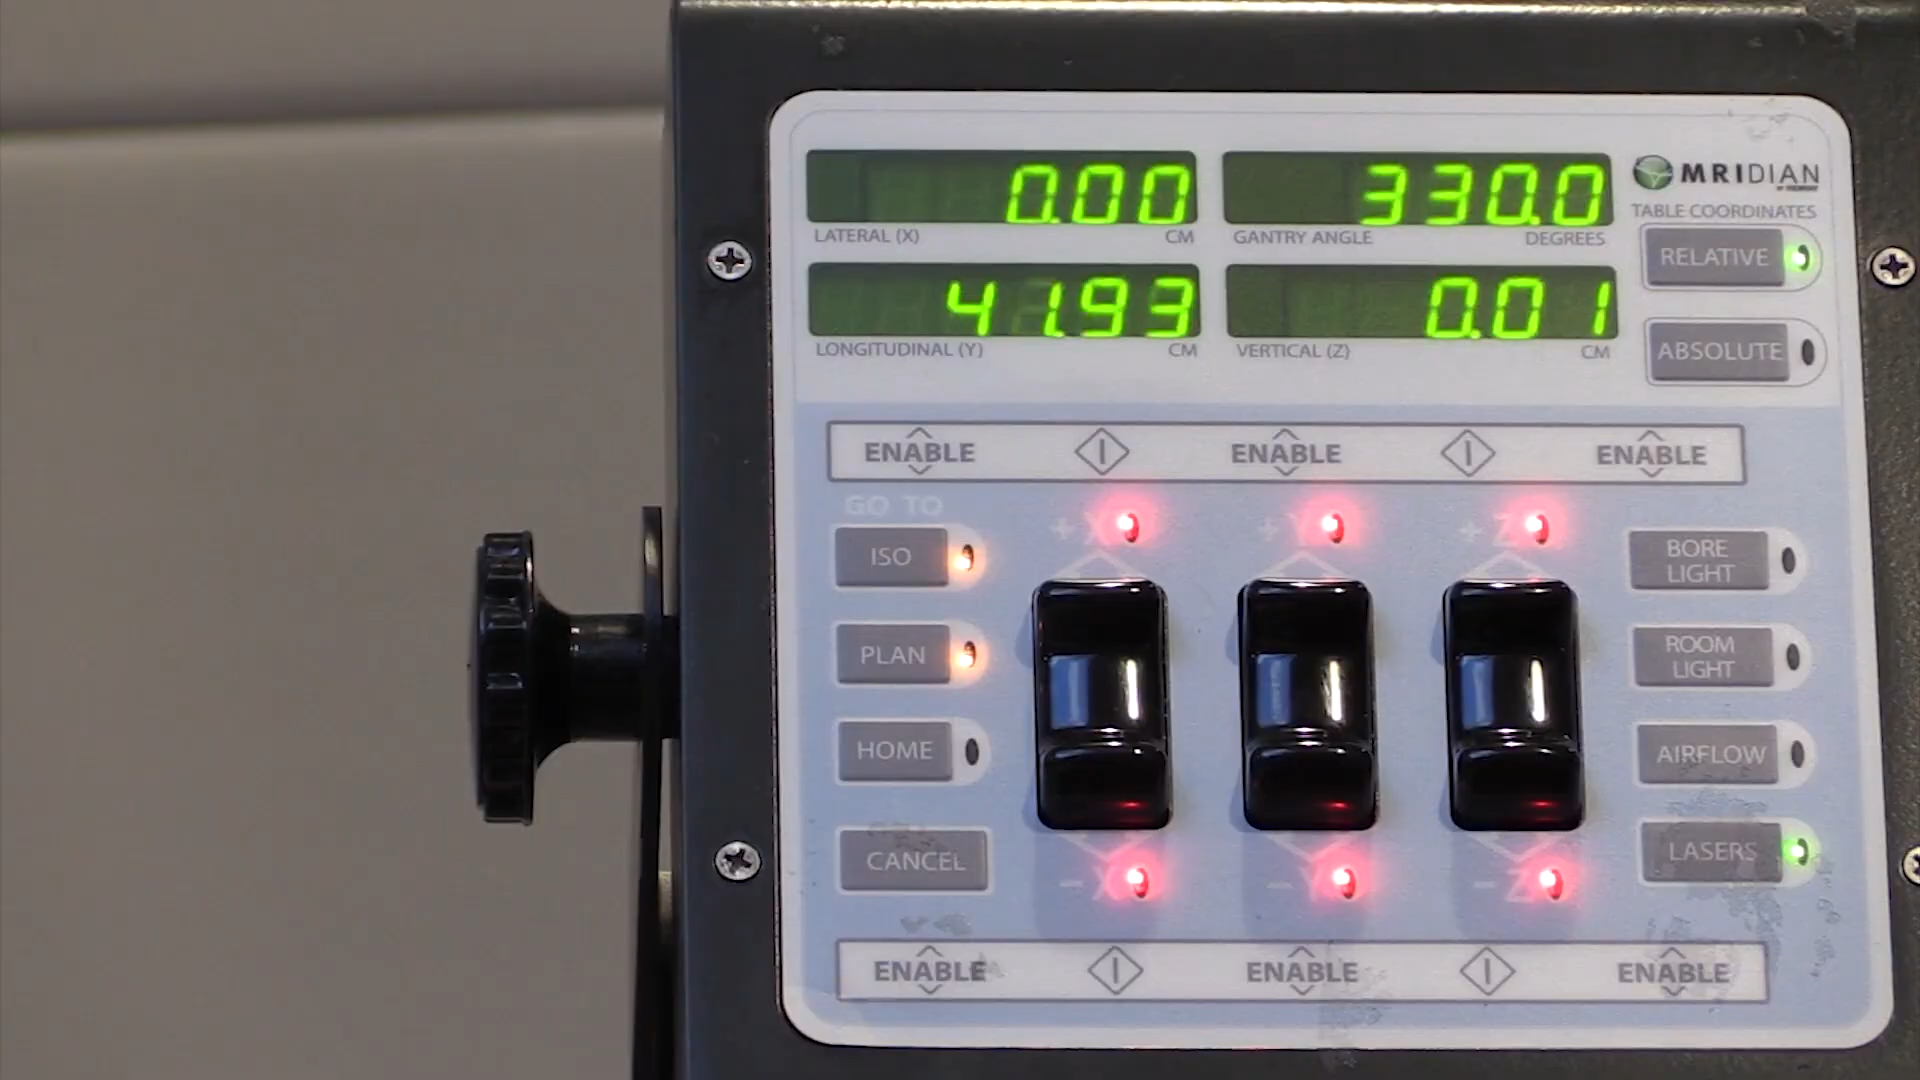 0.00
LATERAL (X) CM
330.0
GANTRY ANGLE DEGREES
MRIDIAN
TABLE COORDINATES
RELATIVE
41.93
LONGITUDINAL (Y) CM
0.01
VERTICAL (Z) CM
ABSOLUTE
ENABLE ENABLE ENABLE
GO TO
+X +Y +Z
ISO
PLAN
HOME
CANCEL
BORE
LIGHT
ROOM
LIGHT
AIRFLOW
LASERS
-X -Y -Z
ENABLE ENABLE ENABLE